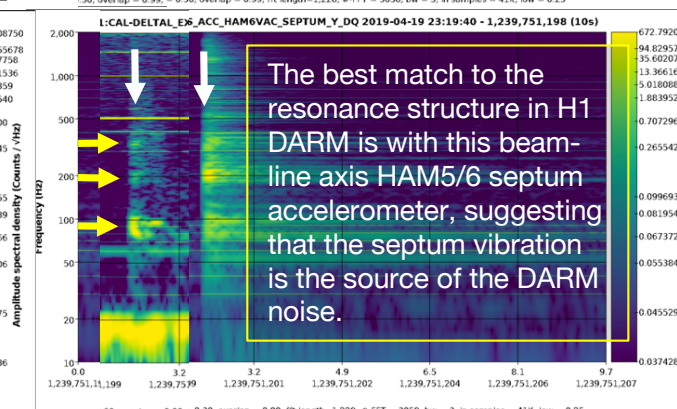 L:CAL-DELTAL_EX
6_ACC_HAM6VAC_SEPTUM_Y_DQ 2019-04-19 23:19:40 - 1,239,751,198 (10s)
Amplitude spectral density (Counts / √Hz)
Frequency (Hz)
2,000
1,000
500
200
100
50
20
10
The best match to the
resonance structure in H1
DARM is with this beam-
line axis HAM5/6 septum
accelerometer, suggesting
that the septum vibration
is the source of the DARM
noise.
672.7920
94.82957
35.60207
13.36616
5.018088
1.883952
0.707296
0.265542
0.099693
0.081954
0.067372
0.055384
0.045529
0.037428
0.0
3.2
3.2
4.9
6.5
8.1
9.7
1,239,751,201
1,239,751,202
1,239,751,204
1,239,751,206
1,239,751,207